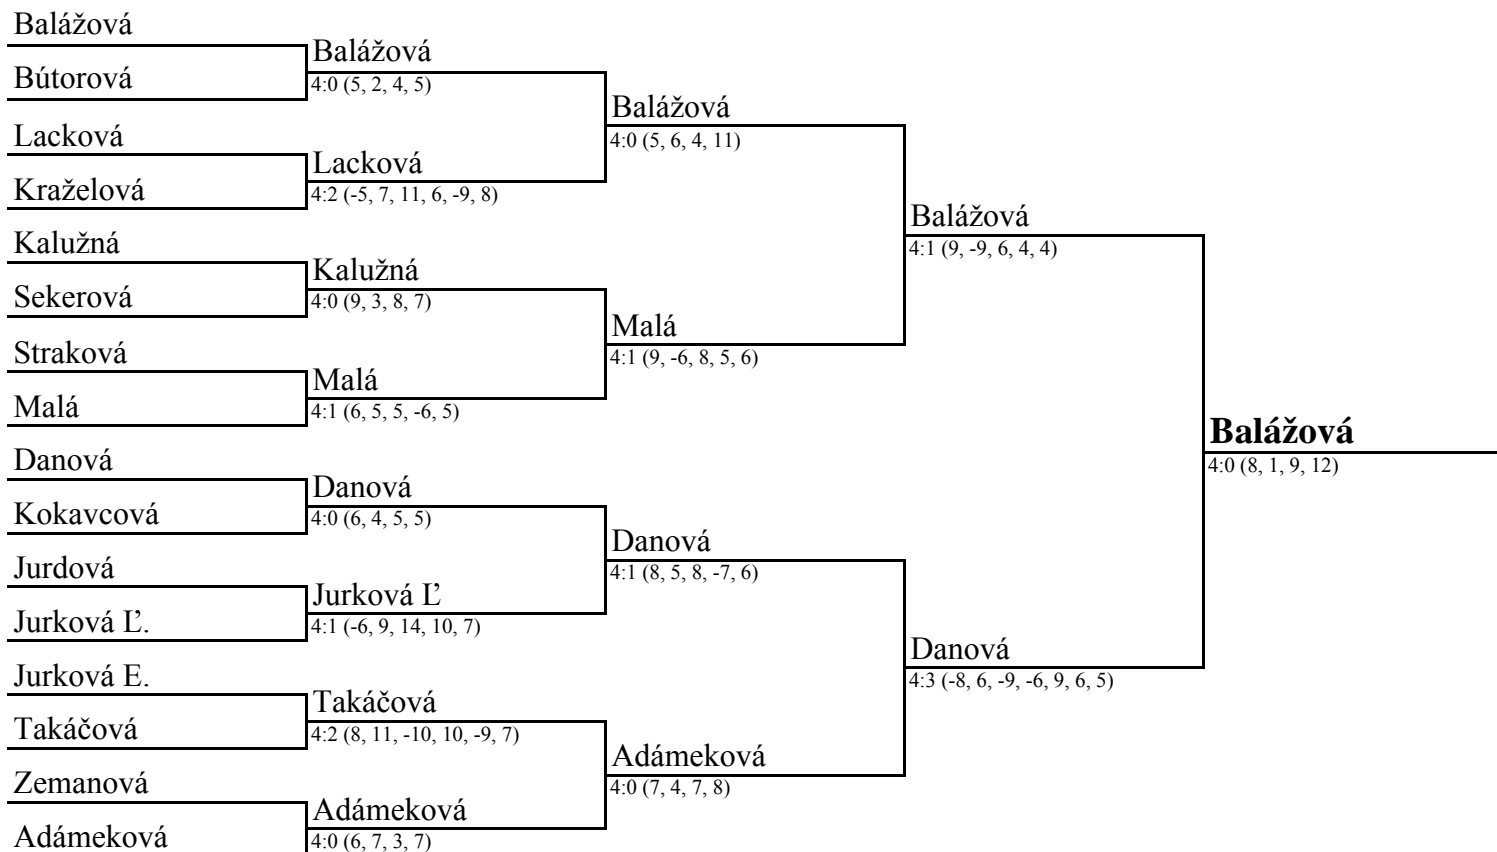 Balážová
Bútorová
Lacková
Kraželová
Kalužná
Sekerová
Straková
Malá
Danová
Kokavcová
Jurdová
Jurková Ľ.
Jurková E.
Takáčová
Zemanová
Adámeková
Balážová
4:0 (5, 2, 4, 5)
Lacková
4:2 (-5, 7, 11, 6, -9, 8)
Kalužná
4:0 (9, 3, 8, 7)
Malá
4:1 (6, 5, 5, -6, 5)
Danová
4:0 (6, 4, 5, 5)
Jurková Ľ
4:1 (-6, 9, 14, 10, 7)
Takáčová
4:2 (8, 11, -10, 10, -9, 7)
Adámeková
4:0 (6, 7, 3, 7)
Balážová
4:0 (5, 6, 4, 11)
Malá
4:1 (9, -6, 8, 5, 6)
Danová
4:1 (8, 5, 8, -7, 6)
Adámeková
4:0 (7, 4, 7, 8)
Balážová
4:1 (9, -9, 6, 4, 4)
Danová
4:3 (-8, 6, -9, -6, 9, 6, 5)
Balážová
4:0 (8, 1, 9, 12)